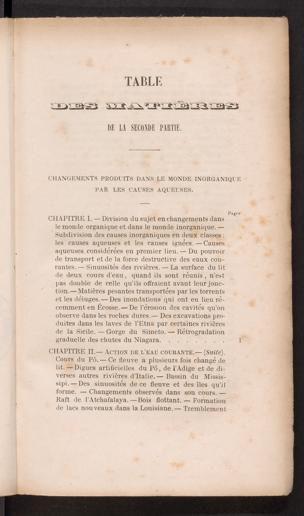 TABLE
DES MATIÈRES
DE LA SECONDE PARTIE.
CHANGEMENTS PRODUITS DANS LE MONDE INORGANIQUE
PAR LES CAUSES AQUEUSES.
Pages
CHAPITRE I. — Division du sujet en changements dans
le monde organique et dans le monde inorganique. —
Subdivision des causes inorganiques en deux classes :
les causes aqueuses et les causes ignées. — Causes
aqueuses considérées en premier lieu. — Du pouvoir
de transport et de la force destructive des eaux cou-
rantes. — Sinuosités des rivières. — La surface du lit
de deux cours d'eau, quand ils sont réunis, n'est
pas double de celle qu'ils offraient avant leur jonc-
tion. — Matières pesantes transportées par les torrents
et les déluges. — Des inondations qui ont eu lieu ré-
cemment en Écosse. — De l'érosion des cavités qu'on
observe dans les roches dures. — Des excavations pro-
duites dans les laves de l'Etna par certaines rivières
de la Sicile. — Gorge du Simeto. — Rétrogradation
graduelle des chutes du Niagara. . . . . . . 1
CHAPITRE II. — ACTION DE L'EAU COURANTE. — (Suite).
Cours du Pô. — Ce fleuve a plusieurs fois changé de
lit. — Digues artificielles du Pô, de l'Adige et de di-
verses autres rivières d'Italie. — Bassin du Missis-
sipi. — Des sinuosités de ce fleuve et des îles qu'il
forme. — Changements observés dans son cours. —
Raft de l'Atchafalaya. — Bois flottant. — Formation
de lacs nouveaux dans la Louisiane. — Tremblement